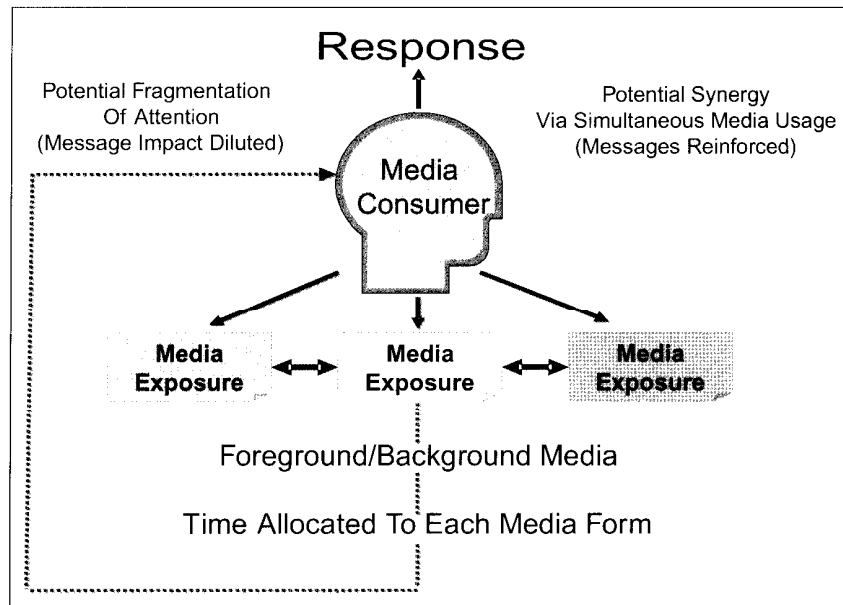 Response
Potential Fragmentation
Of Attention
(Message Impact Diluted)
Potential Synergy
Via Simultaneous Media Usage
(Messages Reinforced)
Media
Consumer
Media
Exposure
Media
Exposure
Media
Exposure
Foreground/Background Media
Time Allocated To Each Media Form